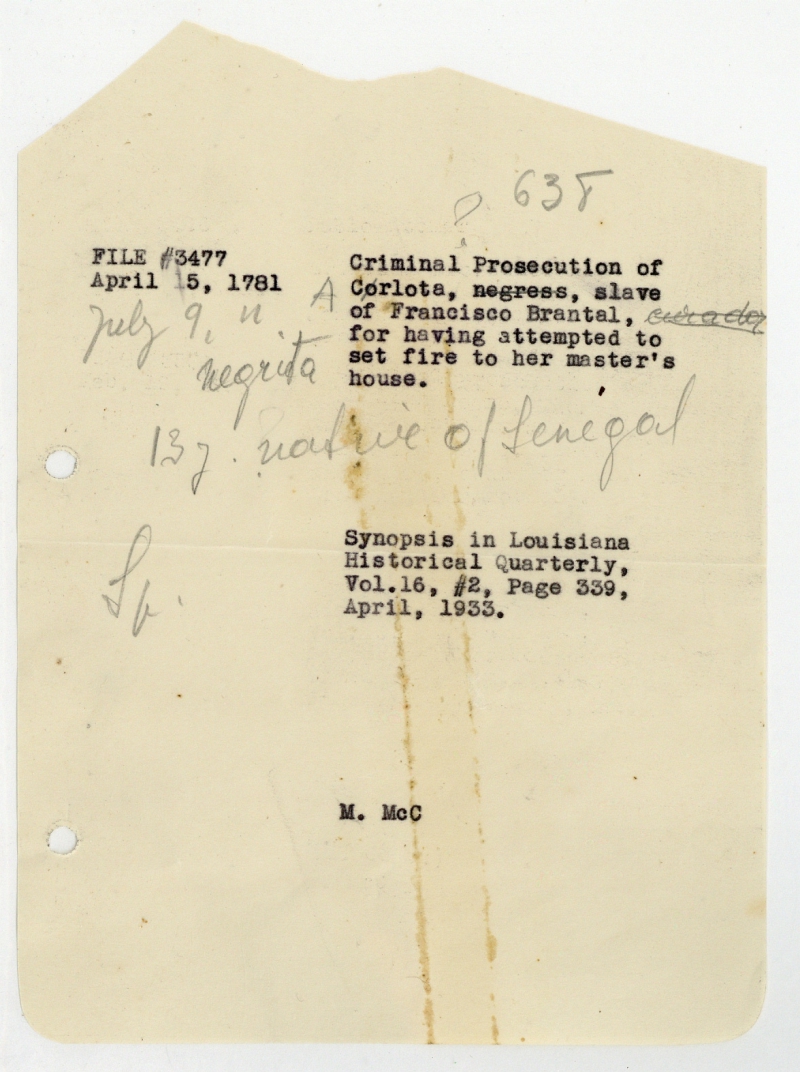 638
FILE #3477
April 5, 1781
July 9, "
negrita
A
Criminal Prosecution of
Corlota, negress, slave
of Francisco Brantal, curador
for having attempted to
set fire to her master's
house.
13 y. native of Senegal
Sp.
Synopsis in Louisiana
Historical Quarterly,
Vol.16, #2, Page 339,
April, 1933.
M. McC